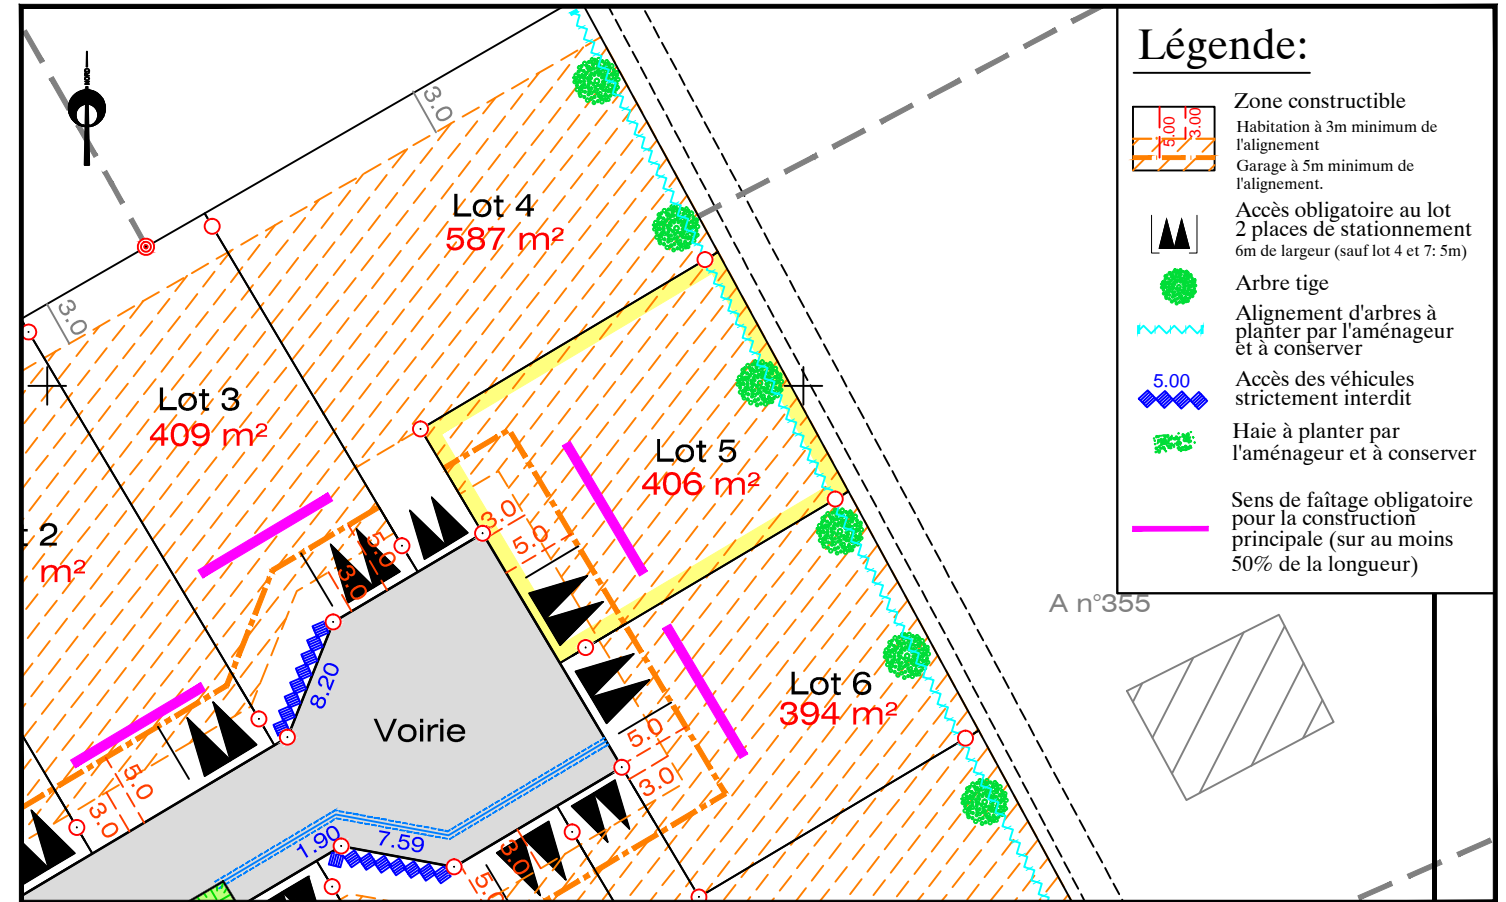 NORD
3.0
Lot 4
587 m²
3.0
Lot 3
409 m²
2
m²
Lot 5
406 m²
3.0
5.0
5.0
3.0
Lot 6
394 m²
8.20
Voirie
5.0
3.0
5.0
3.0
1.90
7.59
3.0
5.0
A n°355
Légende:
5.00
3.00
Zone constructible
Habitation à 3m minimum de
l'alignement
Garage à 5m minimum de
l'alignement.
Accès obligatoire au lot
2 places de stationnement
6m de largeur (sauf lot 4 et 7: 5m)
Arbre tige
Alignement d'arbres à
planter par l'aménageur
et à conserver
5.00
Accès des véhicules
strictement interdit
Haie à planter par
l'aménageur et à conserver
Sens de faîtage obligatoire
pour la construction
principale (sur au moins
50% de la longueur)